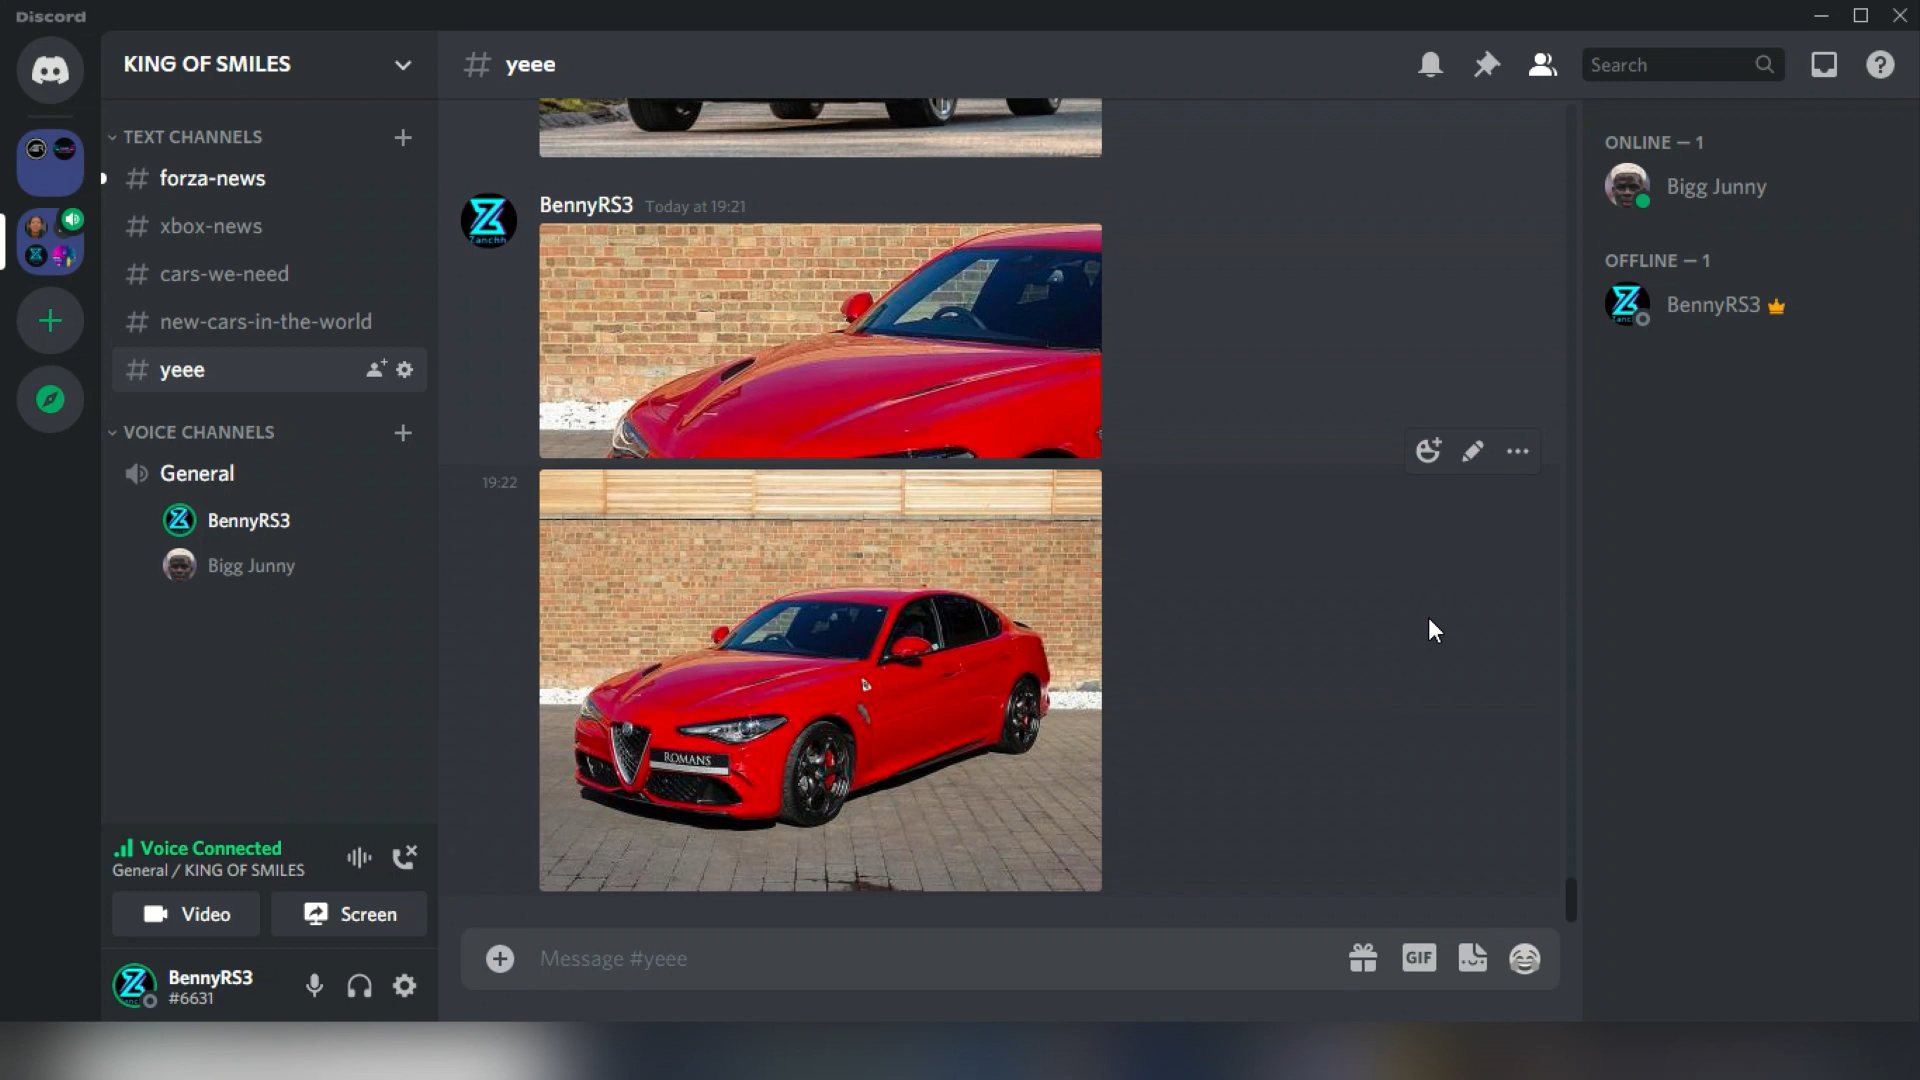 Discord
KING OF SMILES
yeee
Search
TEXT CHANNELS
forza-news
xbox-news
cars-we-need
new-cars-in-the-world
yeee
VOICE CHANNELS
General
BennyRS3
Bigg Junny
Voice Connected
General / KING OF SMILES
Video
Screen
BennyRS3
#6631
BennyRS3 Today at 19:21
Zanchh
19:22
ROMANS
Message #yeee
GIF
ONLINE — 1
Bigg Junny
OFFLINE — 1
BennyRS3